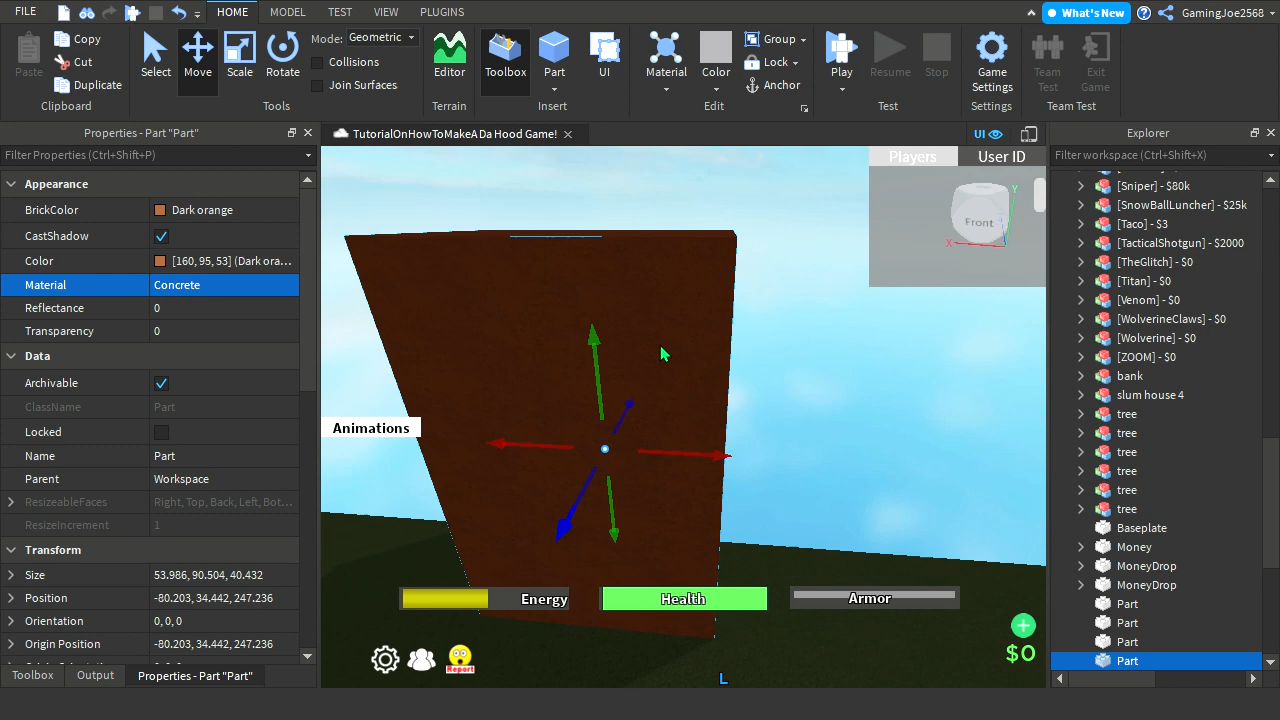 FILE HOME MODEL TEST VIEW PLUGINS What's New GamingJoe2568
Paste Copy Cut Duplicate Select Move Scale Rotate Mode: Geometric Collisions Join Surfaces Editor Toolbox Part UI Material Color Group Lock Anchor Play Resume Stop Game Settings Team Test Exit Game
Clipboard Tools Terrain Insert Edit Test Settings Team Test
Properties - Part "Part"
TutorialOnHowToMakeADa Hood Game!
UI
Explorer
Filter Properties (Ctrl+Shift+P)
Filter workspace (Ctrl+Shift+X)
Players User ID
Front
Y
X
Appearance
BrickColor Dark orange
CastShadow
Color [160, 95, 53] (Dark ora...
Material Concrete
Reflectance 0
Transparency 0
Data
Archivable
ClassName Part
Locked
Name Part
Parent Workspace
ResizeableFaces Right, Top, Back, Left, Bot...
ResizeIncrement 1
Transform
Size 53.986, 90.504, 40.432
Position -80.203, 34.442, 247.236
Orientation 0, 0, 0
Origin Position -80.203, 34.442, 247.236
Toolbox Output Properties - Part "Part"
Animations
Energy Health Armor
Report
$0
L
[Sniper] - $80k
[SnowBallLuncher] - $25k
[Taco] - $3
[TacticalShotgun] - $2000
[TheGlitch] - $0
[Titan] - $0
[Venom] - $0
[WolverineClaws] - $0
[Wolverine] - $0
[ZOOM] - $0
bank
slum house 4
tree
tree
tree
tree
tree
tree
Baseplate
Money
MoneyDrop
MoneyDrop
Part
Part
Part
Part